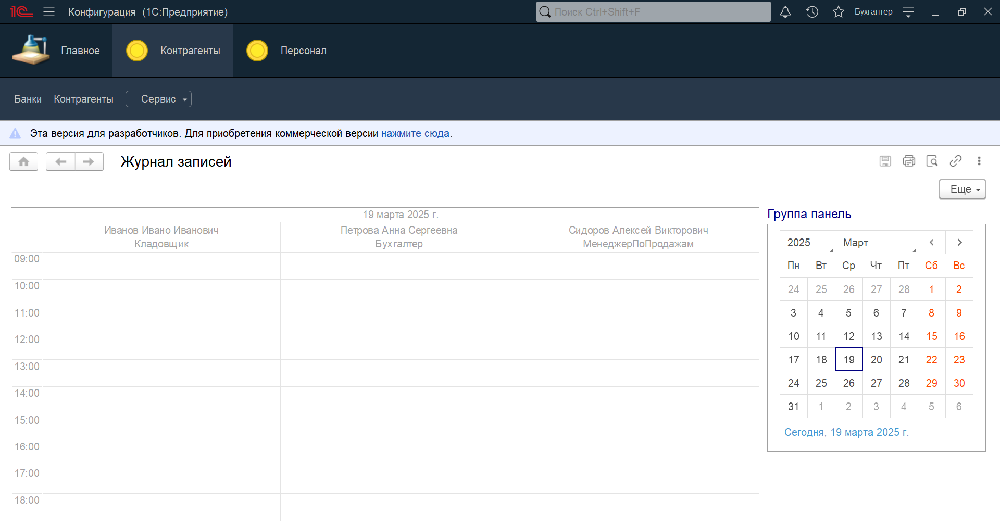 1С Конфигурация (1С:Предприятие) Поиск Ctrl+Shift+F Бухгалтер
Главное Контрагенты Персонал
Банки Контрагенты Сервис
Эта версия для разработчиков. Для приобретения коммерческой версии нажмите сюда.
Журнал записей
Еще
19 марта 2025 г.
Иванов Ивано Иванович
Кладовщик
Петрова Анна Сергеевна
Бухгалтер
Сидоров Алексей Викторович
МенеджерПоПродажам
09:00
10:00
11:00
12:00
13:00
14:00
15:00
16:00
17:00
18:00
Группа панель
2025 Март
Пн Вт Ср Чт Пт Сб Вс
24 25 26 27 28 1 2
3 4 5 6 7 8 9
10 11 12 13 14 15 16
17 18 19 20 21 22 23
24 25 26 27 28 29 30
31 1 2 3 4 5 6
Сегодня, 19 марта 2025 г.